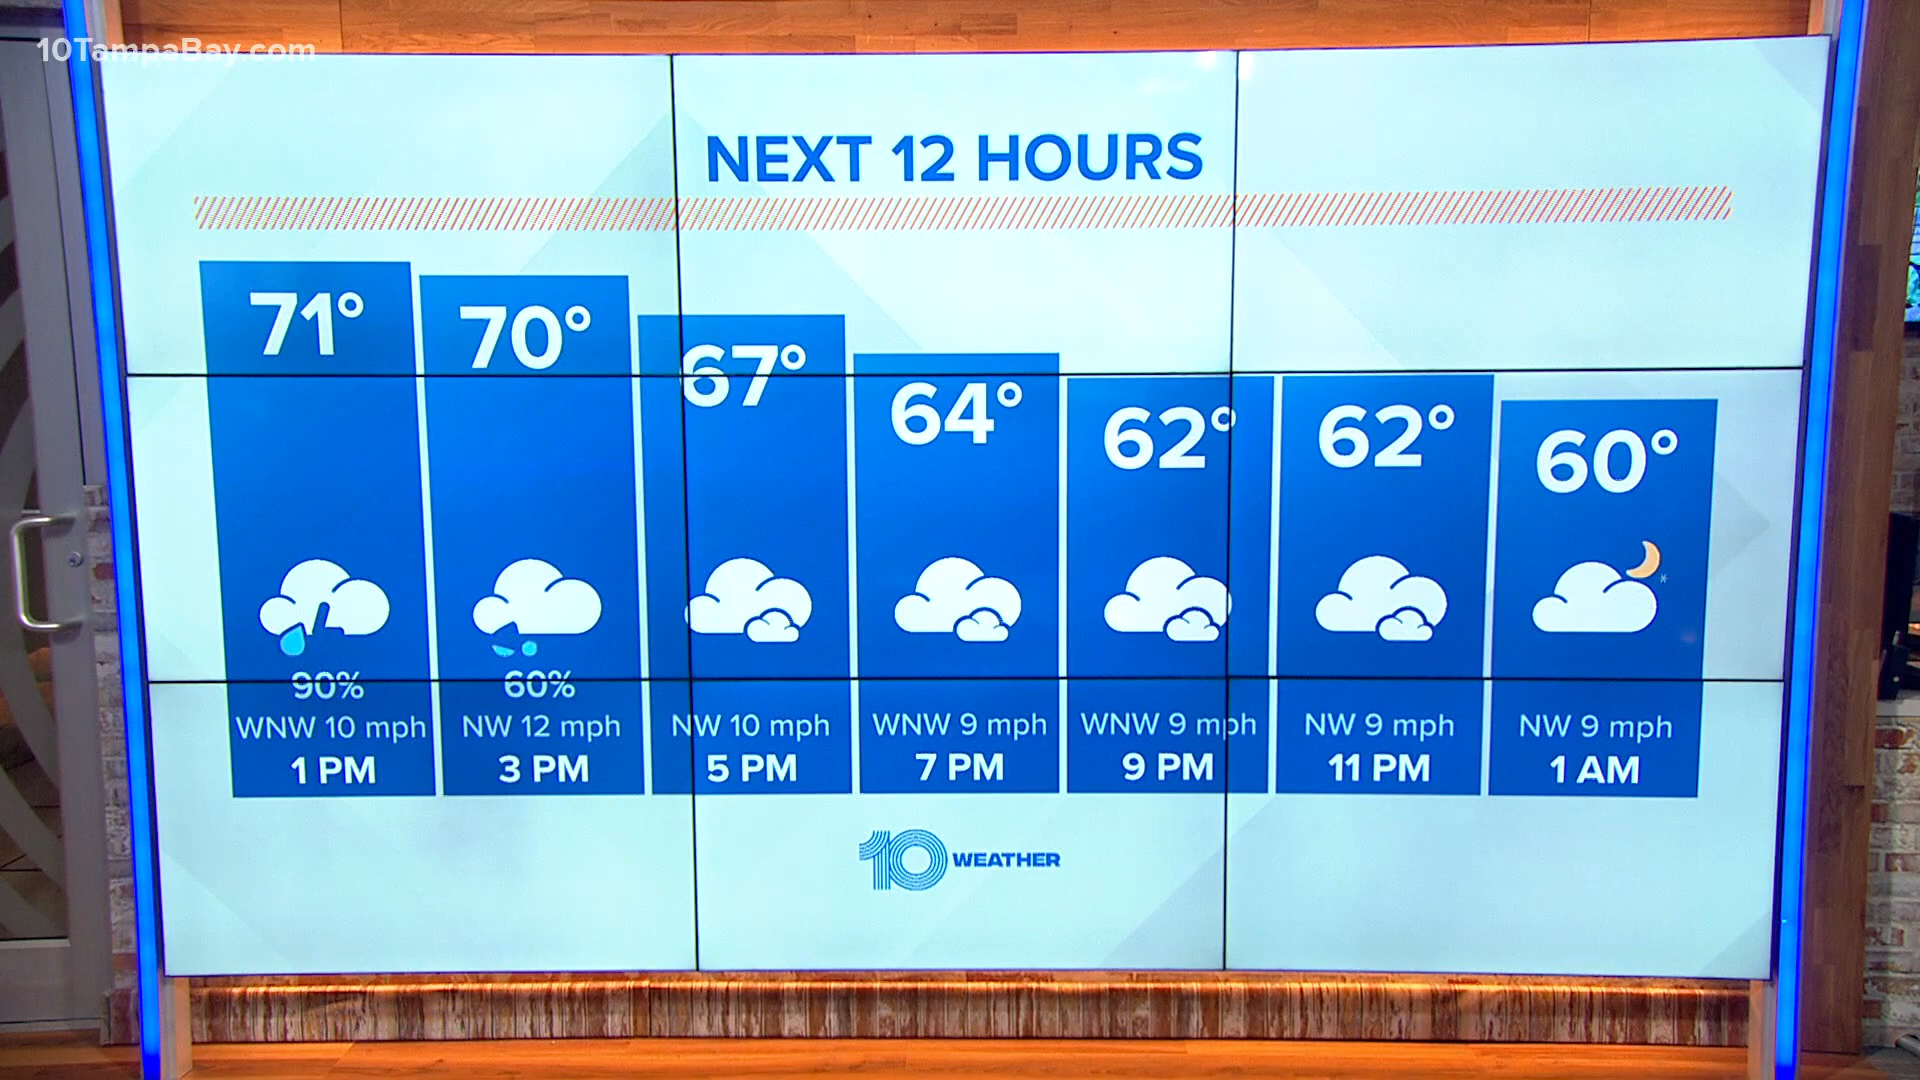 10TampaBay.com
NEXT 12 HOURS
71° 70° 67° 64° 62° 62° 60°
90% 60%
WNW 10 mph NW 12 mph NW 10 mph WNW 9 mph WNW 9 mph NW 9 mph NW 9 mph
1 PM 3 PM 5 PM 7 PM 9 PM 11 PM 1 AM
10 WEATHER